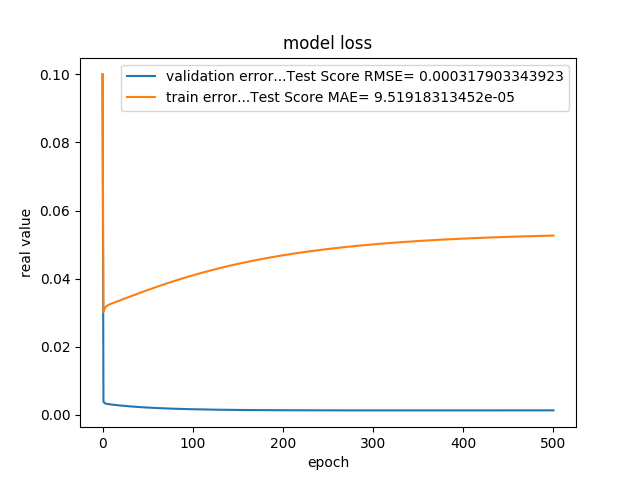 model loss
validation error...Test Score RMSE= 0.000317903343923
train error...Test Score MAE= 9.51918313452e-05
real value
0.10
0.08
0.06
0.04
0.02
0.00
0 100 200 300 400 500
epoch